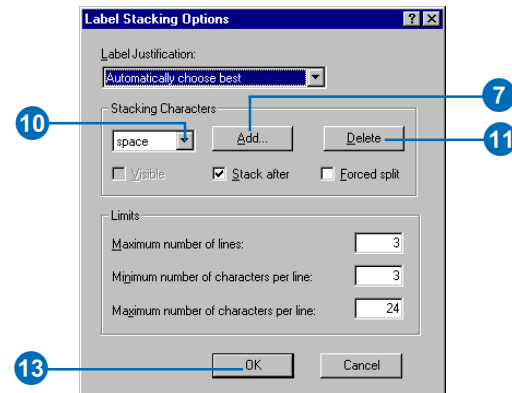 Label Stacking Options
Label Justification:
Automatically choose best
Stacking Characters
10
7
space
Add...
Delete
11
Visible
Stack after
Forced split
Limits
Maximum number of lines: 3
Minimum number of characters per line: 3
Maximum number of characters per line: 24
13
OK
Cancel